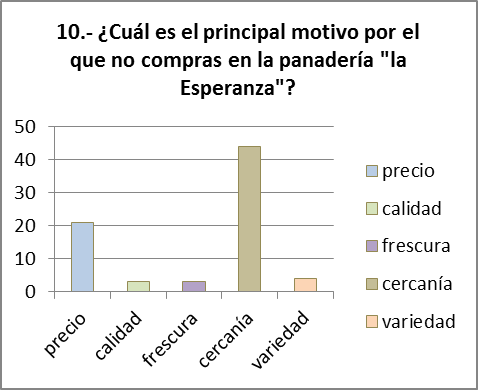 10.- ¿Cuál es el principal motivo por el
que no compras en la panadería "la
Esperanza"?
50
40
30
20
10
0
precio
calidad
frescura
cercanía
variedad
precio
calidad
frescura
cercanía
variedad